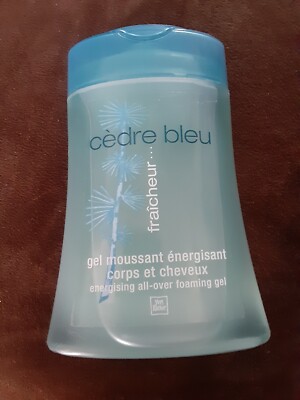 cèdre bleu
fraîcheur...
gel moussant énergisant
corps et cheveux
energising all-over foaming gel